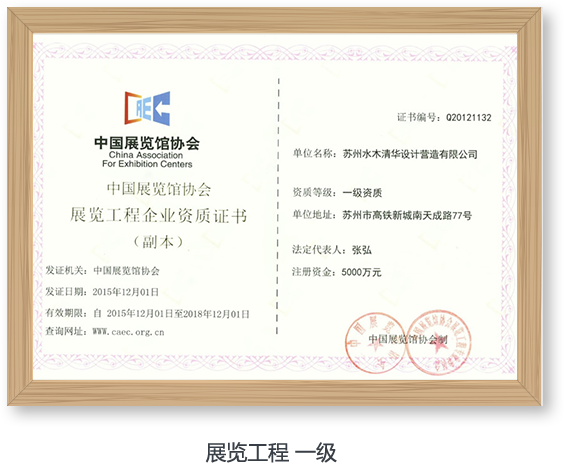 CAEC
中国展览馆协会
China Association
For Exhibition Centers
中国展览馆协会
展览工程企业资质证书
（副本）
发证机关：中国展览馆协会
发证日期：2015年12月01日
有效期限：自 2015年12月01日至2018年12月01日
查询网址：WWW.caec.org.cn
证书编号：Q20121132
单位名称：苏州水木清华设计营造有限公司
资质等级：一级资质
单位地址：苏州市高铁新城南天成路77号
法定代表人：张弘
注册资金：5000万元
中国展览馆协会制
展览工程 一级